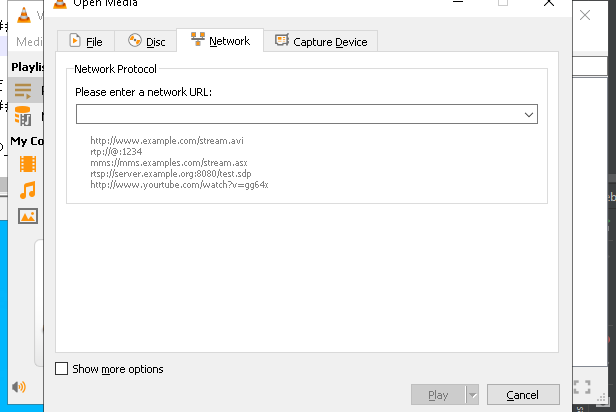 Open Media
Medi
File
Disc
Network
Capture Device
Playlis
Network Protocol
Please enter a network URL:
http://www.example.com/stream.avi
rtp://@:1234
mms://mms.examples.com/stream.asx
rtsp://server.example.org:8080/test.sdp
http://www.yourtube.com/watch?v=gg64x
My Co
Show more options
Play
Cancel